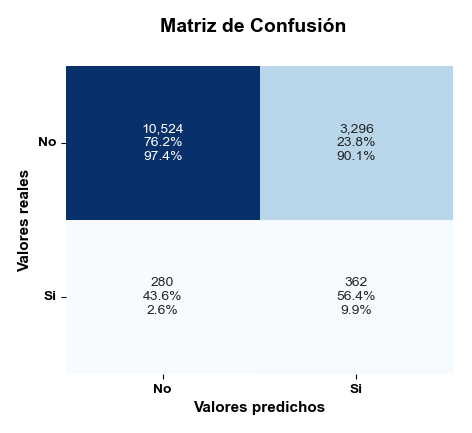 Matriz de Confusión
Valores reales
No
10,524
76.2%
97.4%
3,296
23.8%
90.1%
Si
280
43.6%
2.6%
362
56.4%
9.9%
No
Si
Valores predichos